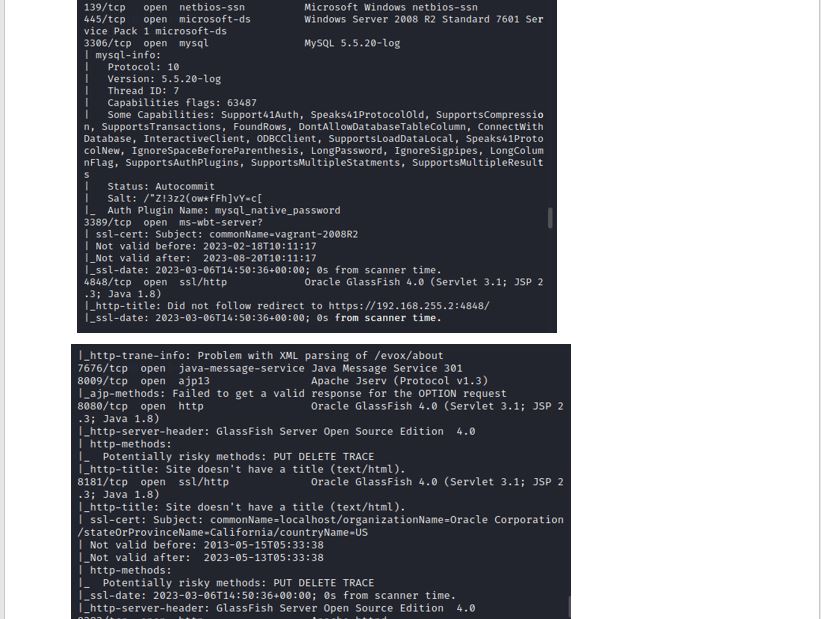 139/tcp   open  netbios-ssn          Microsoft Windows netbios-ssn
445/tcp   open  microsoft-ds         Windows Server 2008 R2 Standard 7601 Ser
vice Pack 1 microsoft-ds
3306/tcp  open  mysql                MySQL 5.5.20-log
| mysql-info:
|   Protocol: 10
|   Version: 5.5.20-log
|   Thread ID: 7
|   Capabilities flags: 63487
|   Some Capabilities: Support41Auth, Speaks41ProtocolOld, SupportsCompressio
n, SupportsTransactions, FoundRows, DontAllowDatabaseTableColumn, ConnectWith
Database, InteractiveClient, ODBCClient, SupportsLoadDataLocal, Speaks41Proto
colNew, IgnoreSpaceBeforeParenthesis, LongPassword, IgnoreSigpipes, LongColum
nFlag, SupportsAuthPlugins, SupportsMultipleStatments, SupportsMultipleResult
s
|   Status: Autocommit
|   Salt: /"Z!3z2(ow*fFh]vY=c[
|_  Auth Plugin Name: mysql_native_password
3389/tcp  open  ms-wbt-server?
| ssl-cert: Subject: commonName=vagrant-2008R2
| Not valid before: 2023-02-18T10:11:17
|_Not valid after:  2023-08-20T10:11:17
|_ssl-date: 2023-03-06T14:50:36+00:00; 0s from scanner time.
4848/tcp  open  ssl/http             Oracle GlassFish 4.0 (Servlet 3.1; JSP 2
.3; Java 1.8)
|_http-title: Did not follow redirect to https://192.168.255.2:4848/
|_ssl-date: 2023-03-06T14:50:36+00:00; 0s from scanner time.
|_http-trane-info: Problem with XML parsing of /evox/about
7676/tcp  open  java-message-service Java Message Service 301
8009/tcp  open  ajp13                Apache Jserv (Protocol v1.3)
|_ajp-methods: Failed to get a valid response for the OPTION request
8080/tcp  open  http                 Oracle GlassFish 4.0 (Servlet 3.1; JSP 2
.3; Java 1.8)
|_http-server-header: GlassFish Server Open Source Edition  4.0
| http-methods:
|_  Potentially risky methods: PUT DELETE TRACE
|_http-title: Site doesn't have a title (text/html).
8181/tcp  open  ssl/http             Oracle GlassFish 4.0 (Servlet 3.1; JSP 2
.3; Java 1.8)
|_http-title: Site doesn't have a title (text/html).
| ssl-cert: Subject: commonName=localhost/organizationName=Oracle Corporation
/stateOrProvinceName=California/countryName=US
| Not valid before: 2013-05-15T05:33:38
|_Not valid after:  2023-05-13T05:33:38
| http-methods:
|_  Potentially risky methods: PUT DELETE TRACE
|_ssl-date: 2023-03-06T14:50:36+00:00; 0s from scanner time.
|_http-server-header: GlassFish Server Open Source Edition  4.0